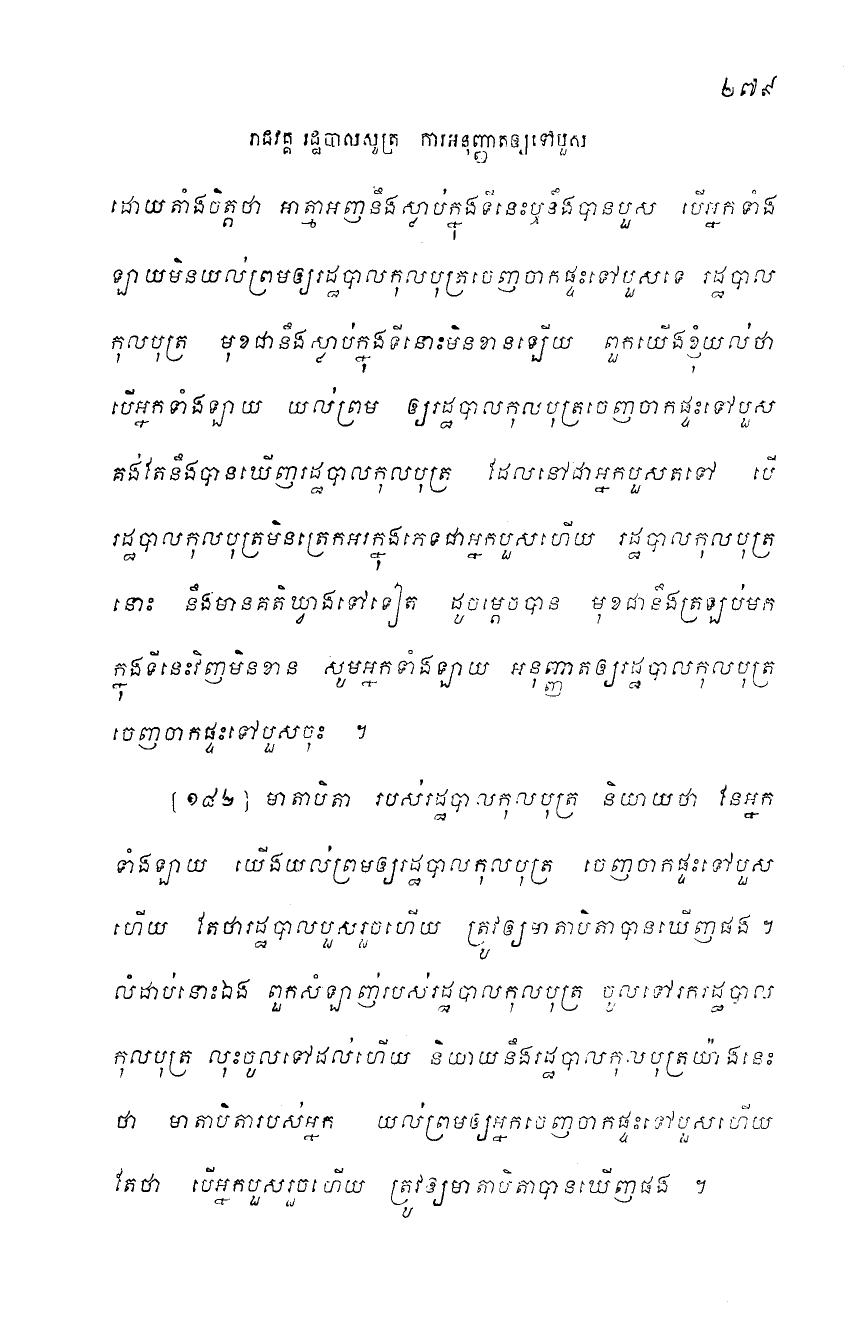 ២៧៩
រាជវគ្គ រដ្ឋបាលសូត្រ ការអនុញ្ញាតឲ្យទៅបួស
ដោយតាំងចិត្តថា អាត្មាអញនឹងស្លាប់ក្នុងទីនេះឬនឹងបានបួស បើអ្នកទាំង
ឡាយមិនយល់ព្រមឲ្យរដ្ឋបាលកុលបុត្រចេញចាកផ្ទះទៅបួសទេ រដ្ឋបាល
កុលបុត្រ មុខជានឹងស្លាប់ក្នុងទីនោះមិនខានឡើយ ពួកយើងខ្ញុំយល់ថា
បើអ្នកទាំងឡាយ យល់ព្រម ឲ្យរដ្ឋបាលកុលបុត្រចេញចាកផ្ទះទៅបួស
គង់តែនឹងបានឃើញរដ្ឋបាលកុលបុត្រ ដែលនៅជាអ្នកបួសតទៅ បើ
រដ្ឋបាលកុលបុត្រមិនត្រេកអរក្នុងភេទជាអ្នកបួសហើយ រដ្ឋបាលកុលបុត្រ
នោះ នឹងមានគតិឃ្វាងទៅទៀត ដូចម្តេចបាន មុខជានឹងត្រឡប់មក
ក្នុងទីនេះវិញមិនខាន សូមអ្នកទាំងឡាយ អនុញ្ញាតឲ្យរដ្ឋបាលកុលបុត្រ
ចេញចាកផ្ទះទៅបួសចុះ ។
[១៨២] មាតាបិតា របស់រដ្ឋបាលកុលបុត្រ និយាយថា នែអ្នក
ទាំងឡាយ យើងយល់ព្រមឲ្យរដ្ឋបាលកុលបុត្រ ចេញចាកផ្ទះទៅបួស
ហើយ តែថារដ្ឋបាលបួសរួចហើយ ត្រូវឲ្យមាតាបិតាបានឃើញផង ។
លំដាប់នោះឯង ពួកសំឡាញ់របស់រដ្ឋបាលកុលបុត្រ ចូលទៅរករដ្ឋបាល
កុលបុត្រ លុះចូលទៅដល់ហើយ និយាយនឹងរដ្ឋបាលកុលបុត្រយ៉ាងនេះ
ថា មាតាបិតារបស់អ្នក យល់ព្រមឲ្យអ្នកចេញចាកផ្ទះទៅបួសហើយ
តែថា បើអ្នកបួសរួចហើយ ត្រូវឲ្យមាតាបិតាបានឃើញផង ។